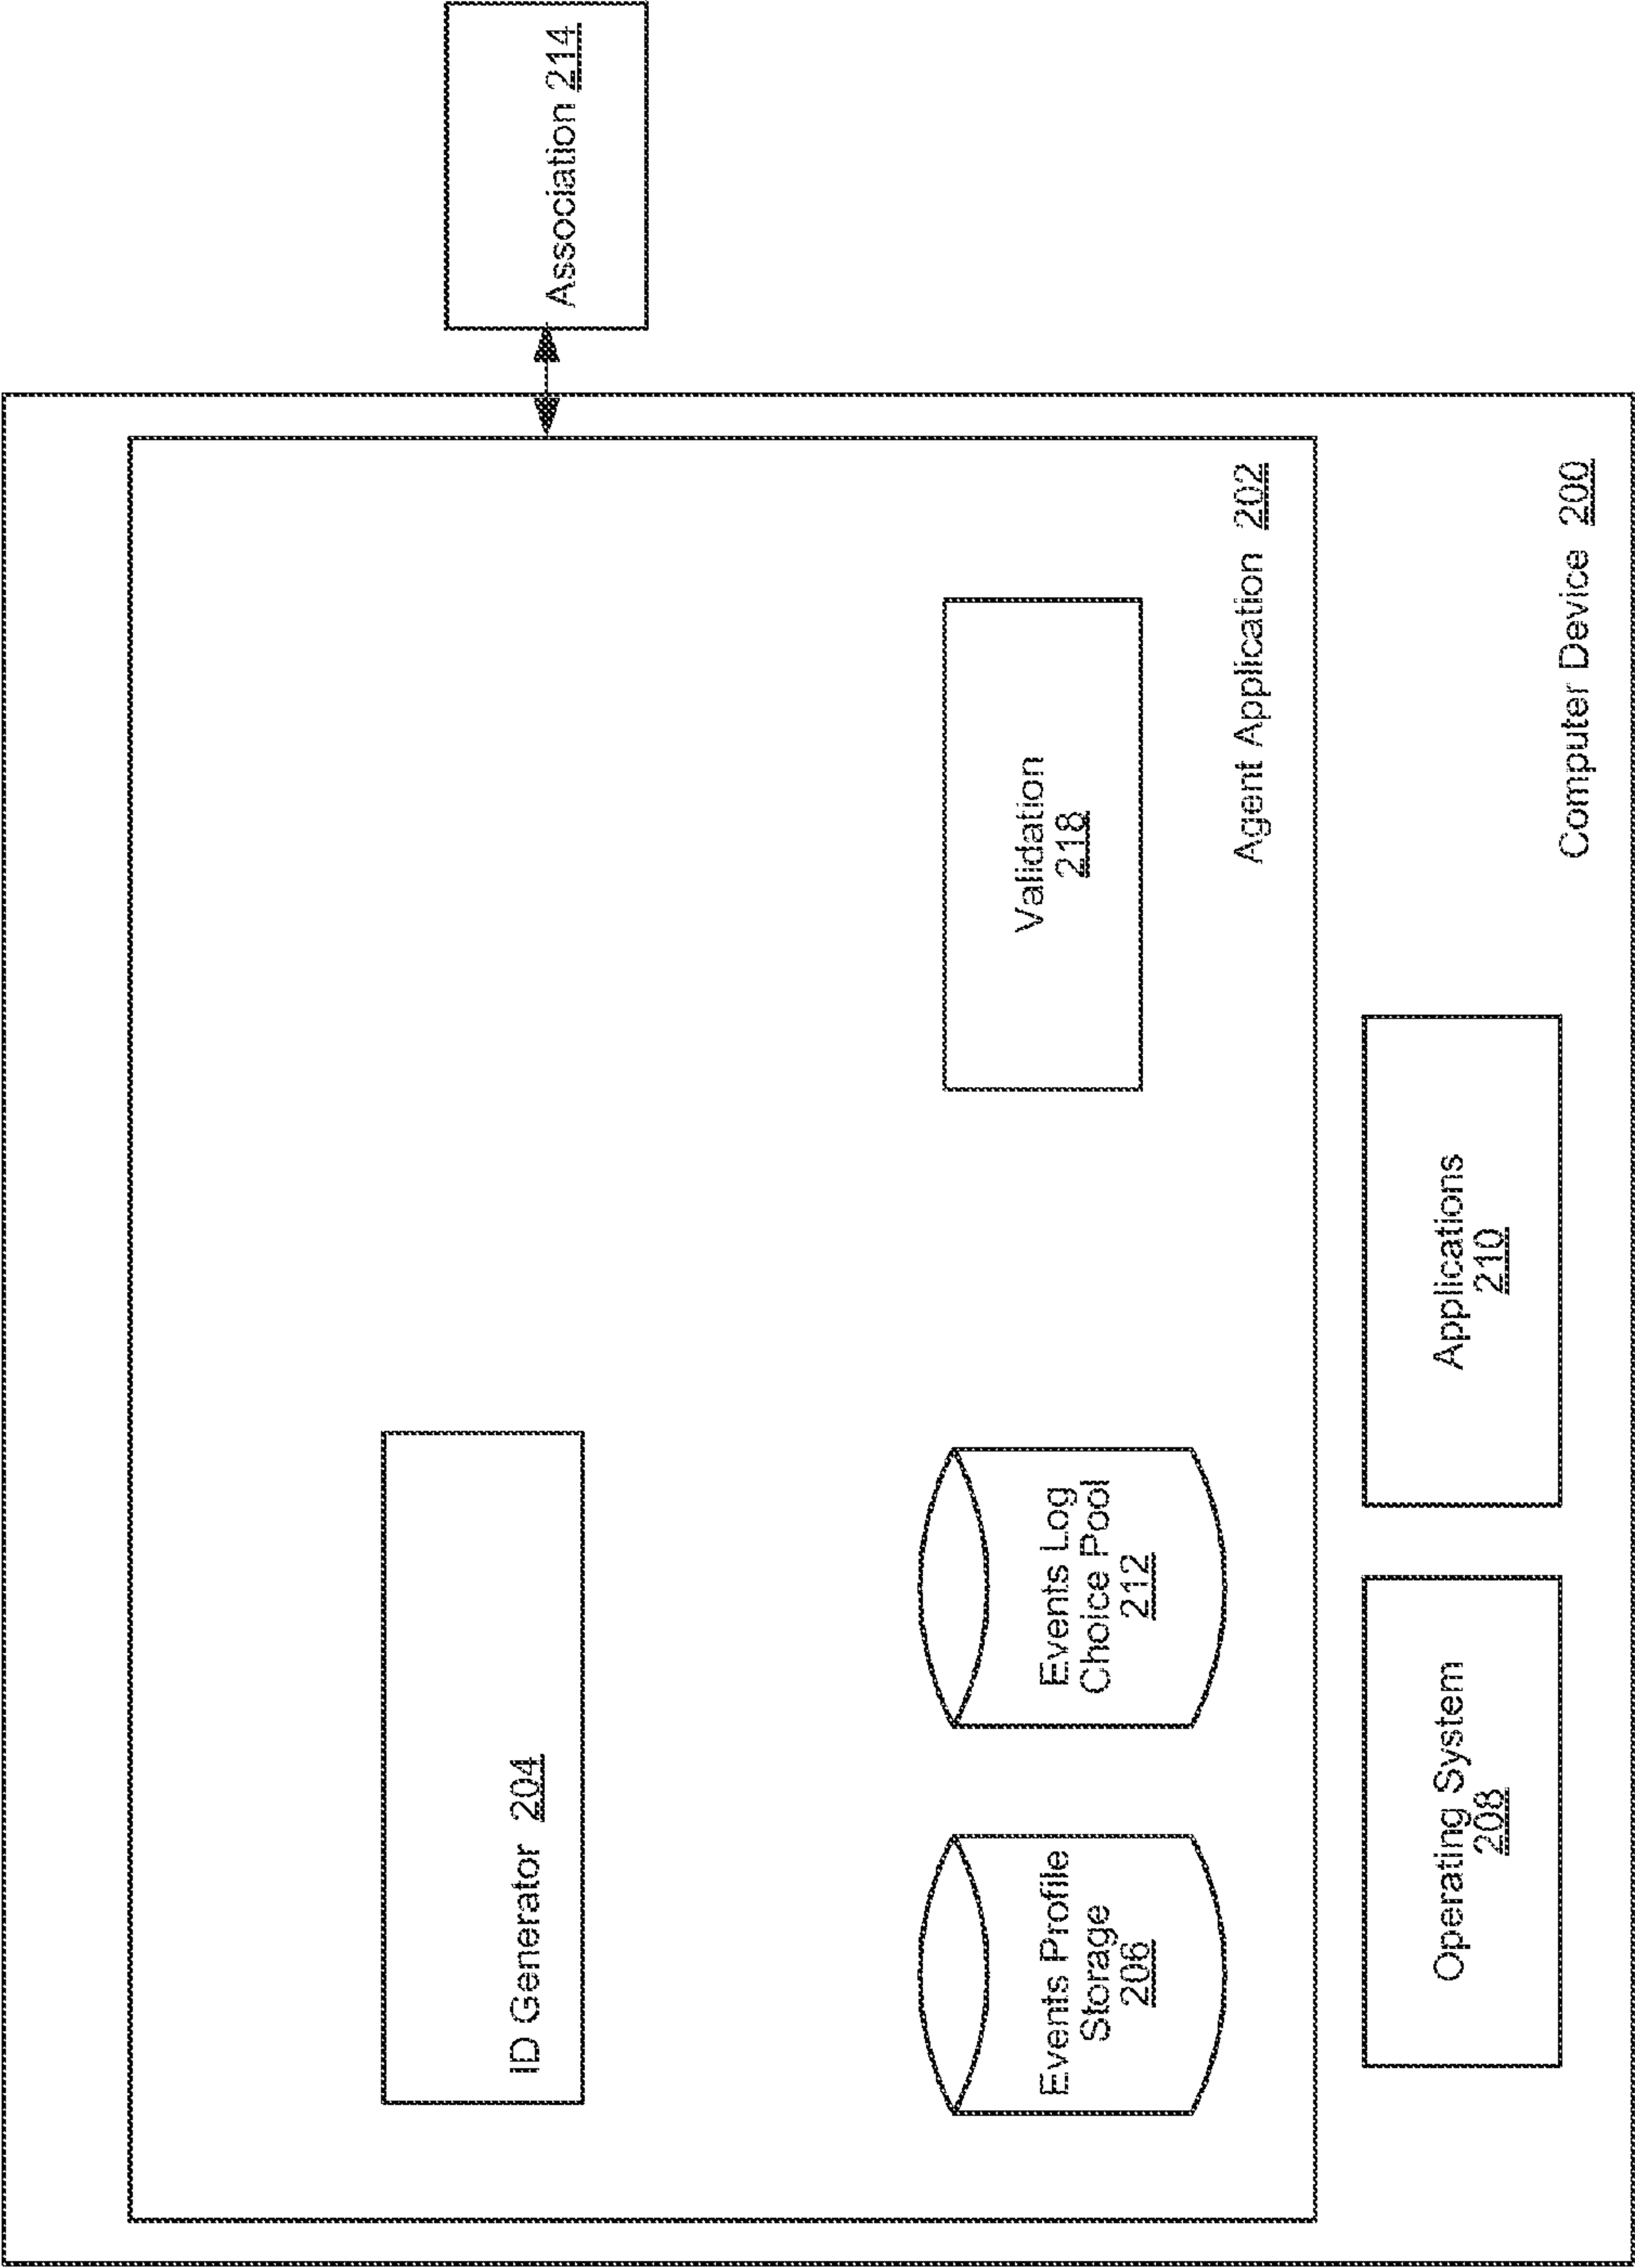 Association 214
ID Generator 204
Events Profile
Storage
206
Events Log
Choice Pool
212
Validation
218
Agent Application 202
Operating System
208
Applications
210
Computer Device 200